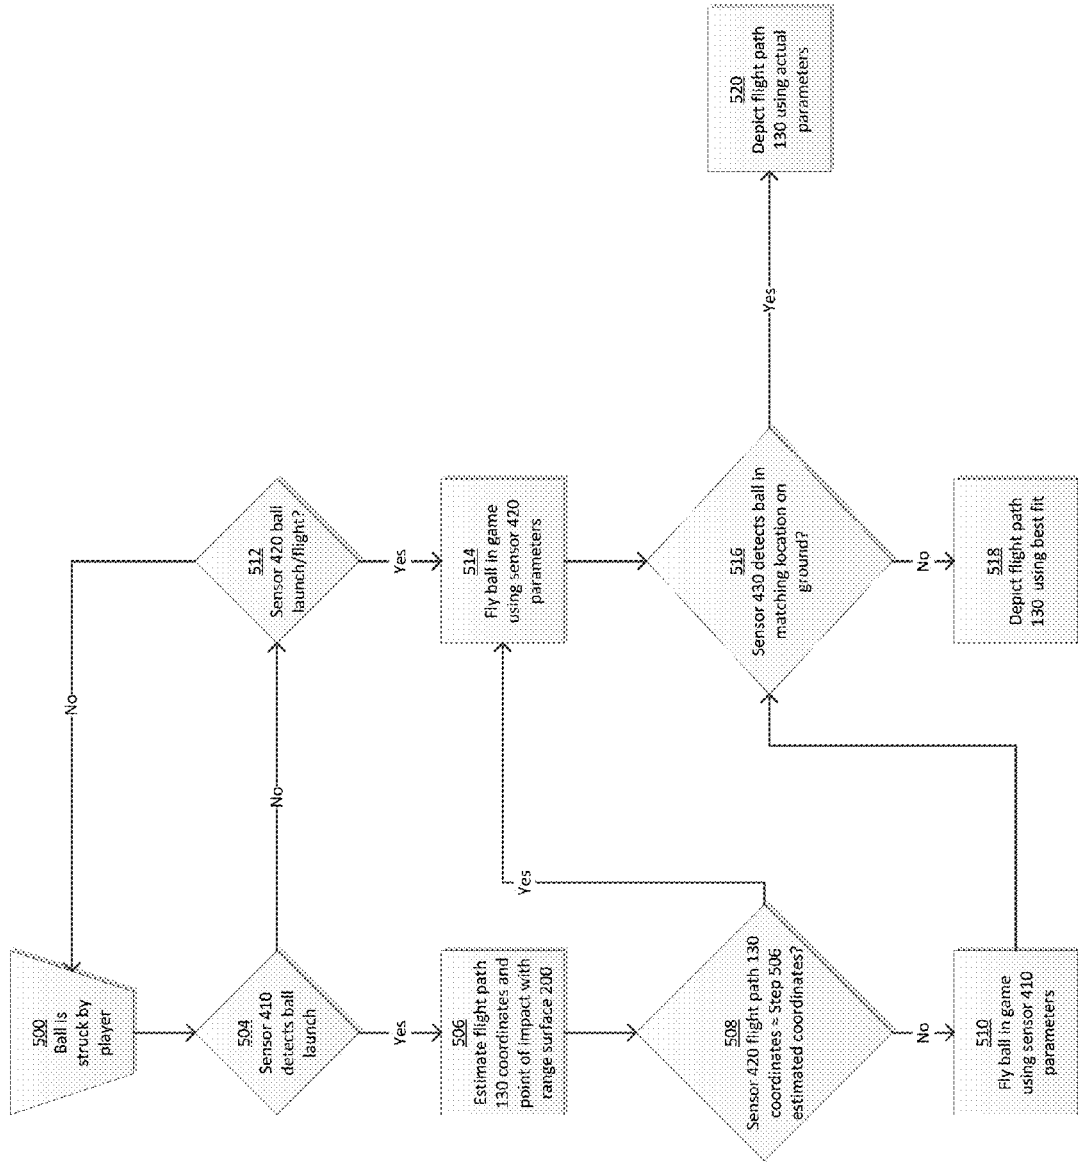 500
Ball is
struck by
player
504
Sensor 410
detects ball
launch
No
Yes
506
Estimate flight path
130 coordinates and
point of impact with
range surface 200
508
Sensor 420 flight path 130
coordinates ≈ Step 506
estimated coordinates?
Yes
No
510
Fly ball in game
using sensor 410
parameters
No
512
Sensor 420 ball
launch/flight?
Yes
514
Fly ball in game
using sensor 420
parameters
516
Sensor 430 detects ball in
matching location on
ground?
No
518
Depict flight path
130 using best fit
Yes
520
Depict flight path
130 using actual
parameters